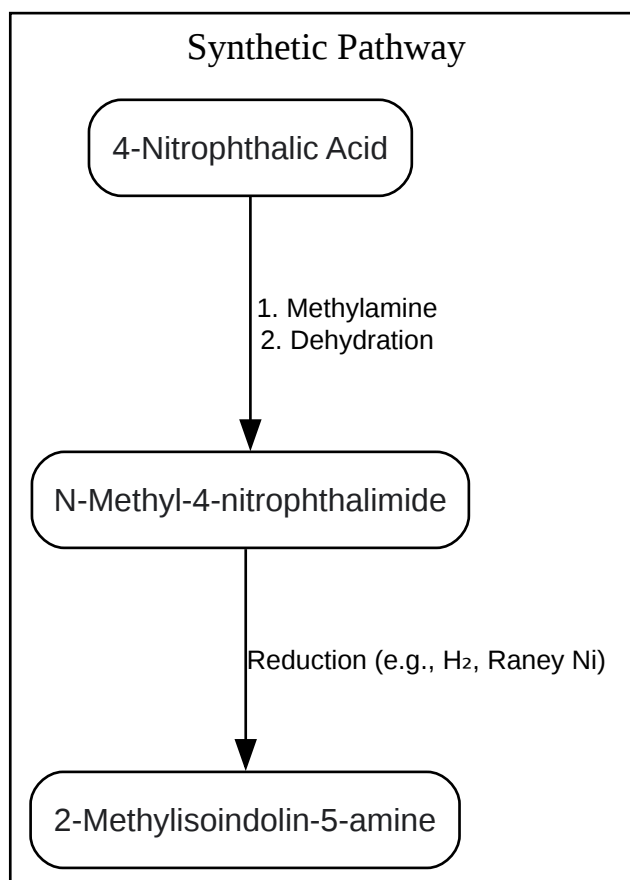 Synthetic Pathway
4-Nitrophthalic Acid
1. Methylamine
2. Dehydration
N-Methyl-4-nitrophthalimide
Reduction (e.g., H₂, Raney Ni)
2-Methylisoindolin-5-amine